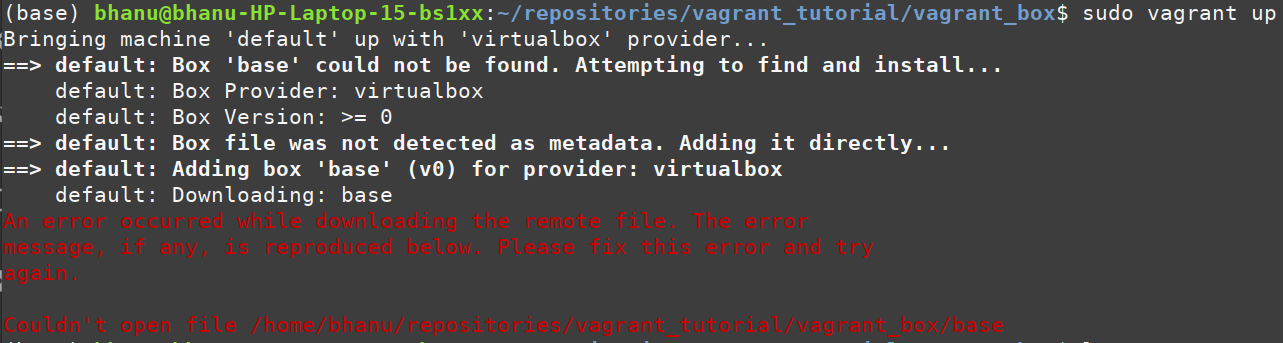 (base) bhanu@bhanu-HP-Laptop-15-bs1xx:~/repositories/vagrant_tutorial/vagrant_box$ sudo vagrant up
Bringing machine 'default' up with 'virtualbox' provider...
==> default: Box 'base' could not be found. Attempting to find and install...
    default: Box Provider: virtualbox
    default: Box Version: >= 0
==> default: Box file was not detected as metadata. Adding it directly...
==> default: Adding box 'base' (v0) for provider: virtualbox
    default: Downloading: base
An error occurred while downloading the remote file. The error
message, if any, is reproduced below. Please fix this error and try
again.
Couldn't open file /home/bhanu/repositories/vagrant_tutorial/vagrant_box/base